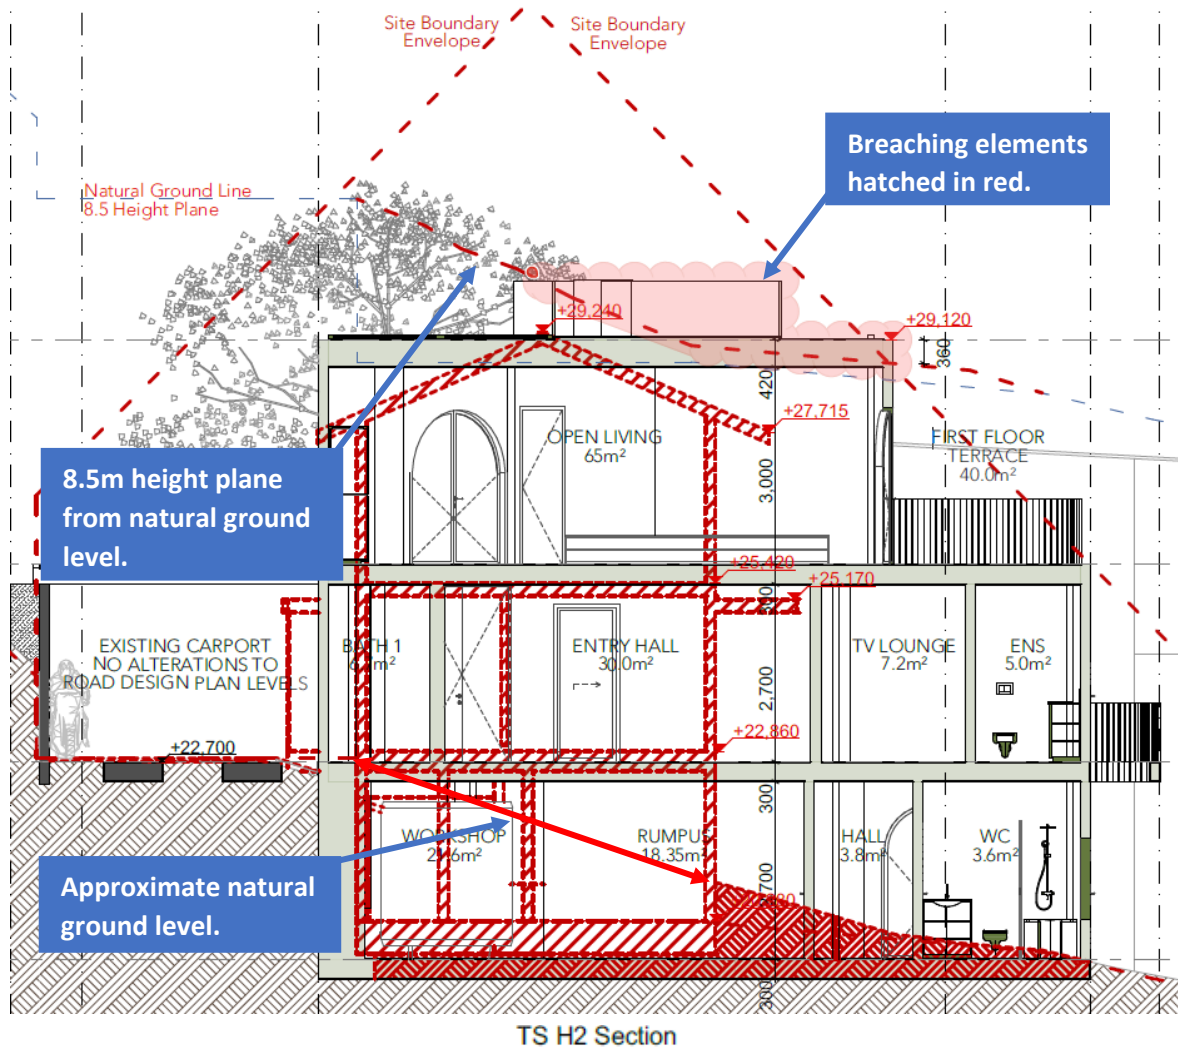 Site Boundary
Envelope
Site Boundary
Envelope
Breaching elements
hatched in red.
Natural Ground Line
8.5 Height Plane
+29,240
+29,120
360
420
+27,715
OPEN LIVING
65m²
FIRST FLOOR
TERRACE
40.0m²
3,000
8.5m height plane
from natural ground
level.
+25,420
+25,170
EXISTING CARPORT
NO ALTERATIONS TO
ROAD DESIGN PLAN LEVELS
BATH 1
ENTRY HALL
30.0m²
TV LOUNGE
7.2m²
ENS
5.0m²
2,700
+22,700
+22,860
300
WORKSHOP
RUMPUS
18.35m²
HALL
3.8m²
WC
3.6m²
Approximate natural
ground level.
300
TS H2 Section